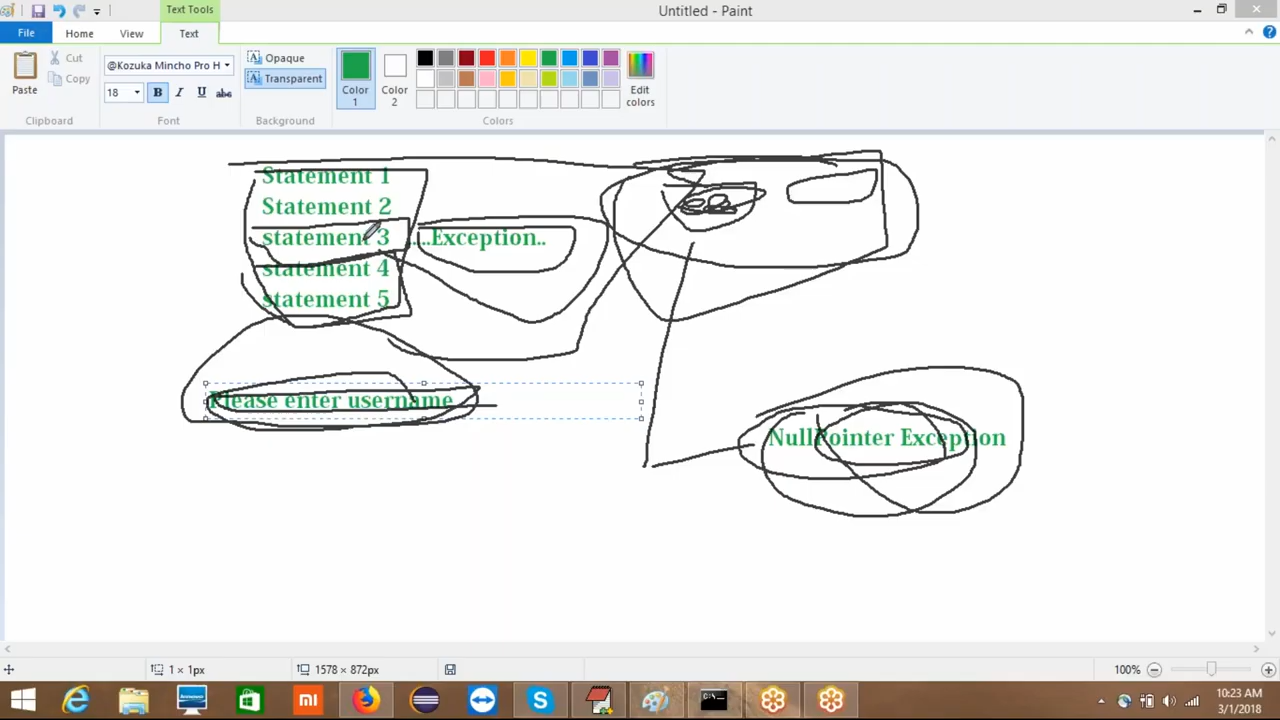 Text Tools
Untitled - Paint
File
Home
View
Text
Paste
Cut
Copy
Clipboard
@Kozuka Mincho Pro H
18
B
I
U
abc
Font
Opaque
Transparent
Background
Color
1
Color
2
Edit
colors
Colors
Statement 1
Statement 2
statement 3 .....Exception..
statement 4
statement 5
Please enter username
NullPointer Exception
1 × 1px
1578 × 872px
100%
C:\
mi
10:23 AM
3/1/2018